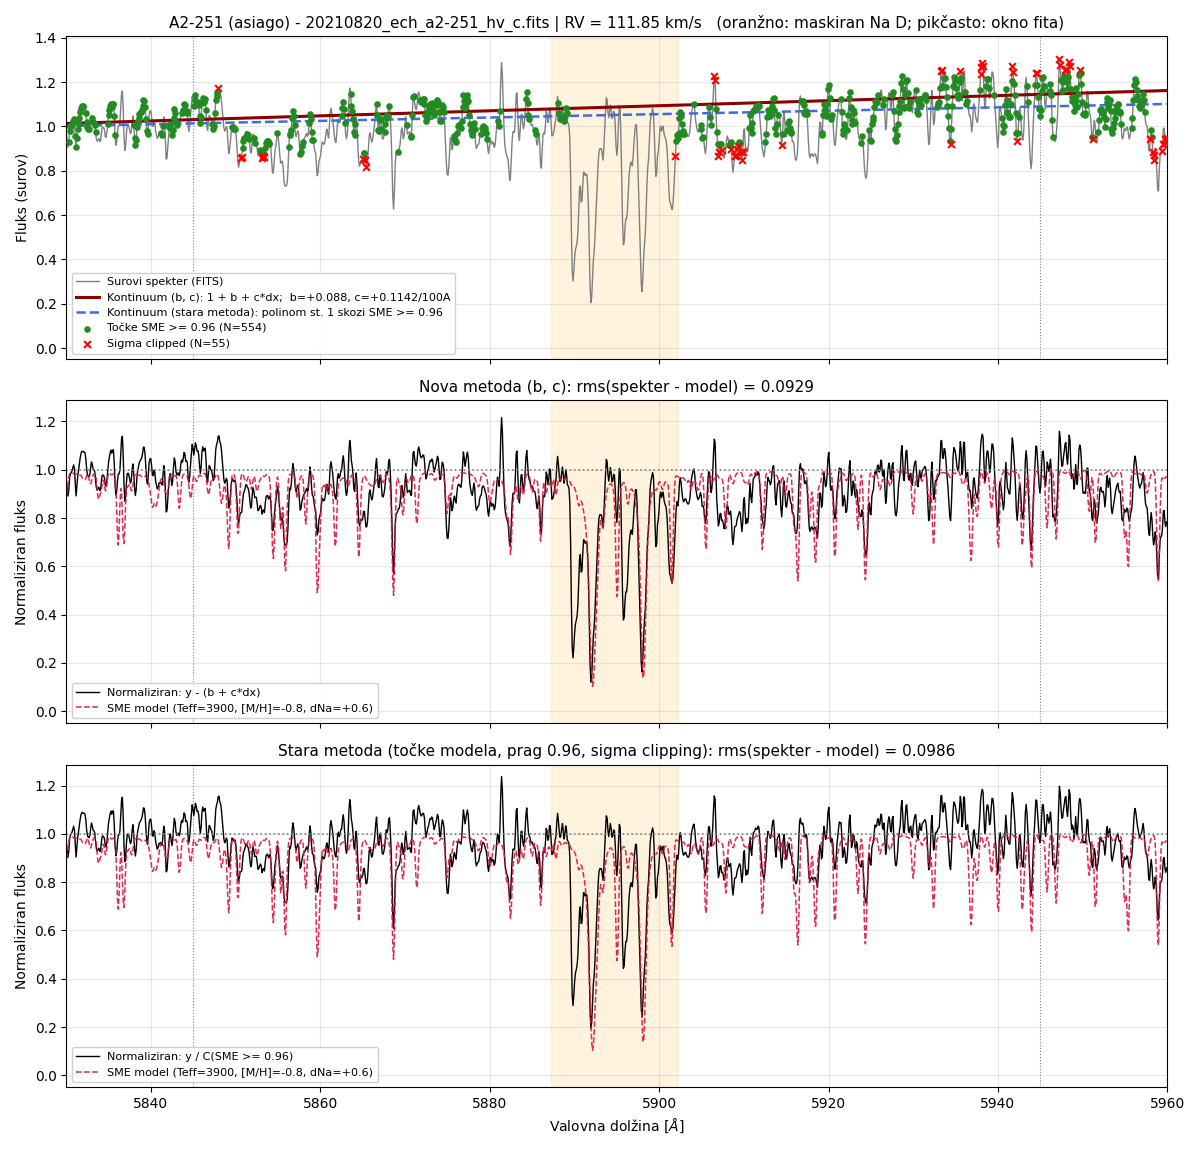 A2-251 (asiago) - 20210820_ech_a2-251_hv_c.fits | RV = 111.85 km/s   (oranžno: maskiran Na D; pikčasto: okno fita)
1.4
1.2
1.0
0.8
0.6
0.4
0.2
0.0
Fluks (surov)
Surovi spekter (FITS)
Kontinuum (b, c): 1 + b + c*dx;  b=+0.088, c=+0.1142/100A
Kontinuum (stara metoda): polinom st. 1 skozi SME >= 0.96
Točke SME >= 0.96 (N=554)
Sigma clipped (N=55)
Nova metoda (b, c): rms(spekter - model) = 0.0929
1.2
1.0
0.8
0.6
0.4
0.2
0.0
Normaliziran fluks
Normaliziran: y - (b + c*dx)
SME model (Teff=3900, [M/H]=-0.8, dNa=+0.6)
Stara metoda (točke modela, prag 0.96, sigma clipping): rms(spekter - model) = 0.0986
1.2
1.0
0.8
0.6
0.4
0.2
0.0
Normaliziran fluks
Normaliziran: y / C(SME >= 0.96)
SME model (Teff=3900, [M/H]=-0.8, dNa=+0.6)
5840 5860 5880 5900 5920 5940 5960
Valovna dolžina [Å]